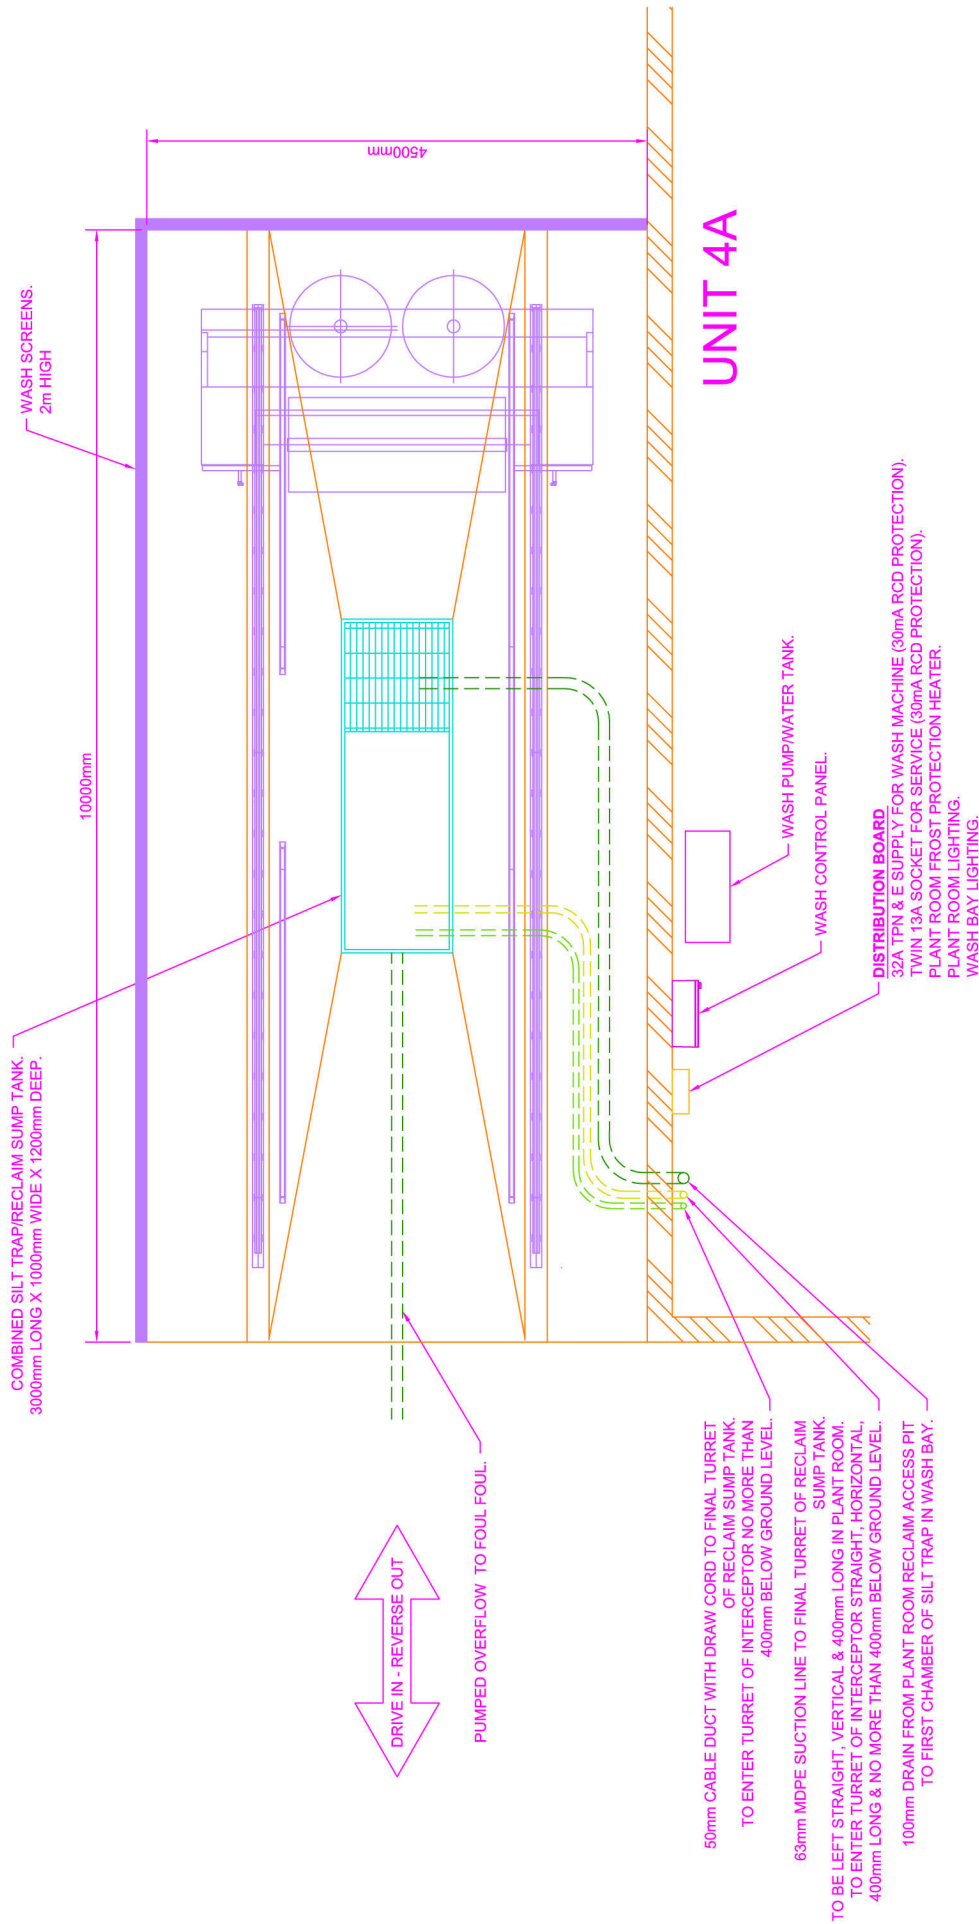 COMBINED SILT TRAP/RECLAIM SUMP TANK.
3000mm LONG X 1000mm WIDE X 1200mm DEEP.
WASH SCREENS.
2m HIGH
10000mm
4500mm
DRIVE IN - REVERSE OUT
PUMPED OVERFLOW TO FOUL FOUL.
UNIT 4A
50mm CABLE DUCT WITH DRAW CORD TO FINAL TURRET
OF RECLAIM SUMP TANK.
TO ENTER TURRET OF INTERCEPTOR NO MORE THAN
400mm BELOW GROUND LEVEL.
63mm MDPE SUCTION LINE TO FINAL TURRET OF RECLAIM
SUMP TANK.
TO BE LEFT STRAIGHT, VERTICAL & 400mm LONG IN PLANT ROOM.
TO ENTER TURRET OF INTERCEPTOR STRAIGHT, HORIZONTAL,
400mm LONG & NO MORE THAN 400mm BELOW GROUND LEVEL.
100mm DRAIN FROM PLANT ROOM RECLAIM ACCESS PIT
TO FIRST CHAMBER OF SILT TRAP IN WASH BAY.
WASH PUMP/WATER TANK.
WASH CONTROL PANEL.
DISTRIBUTION BOARD
32A TPN & E SUPPLY FOR WASH MACHINE (30mA RCD PROTECTION).
TWIN 13A SOCKET FOR SERVICE (30mA RCD PROTECTION).
PLANT ROOM FROST PROTECTION HEATER.
PLANT ROOM LIGHTING.
WASH BAY LIGHTING.